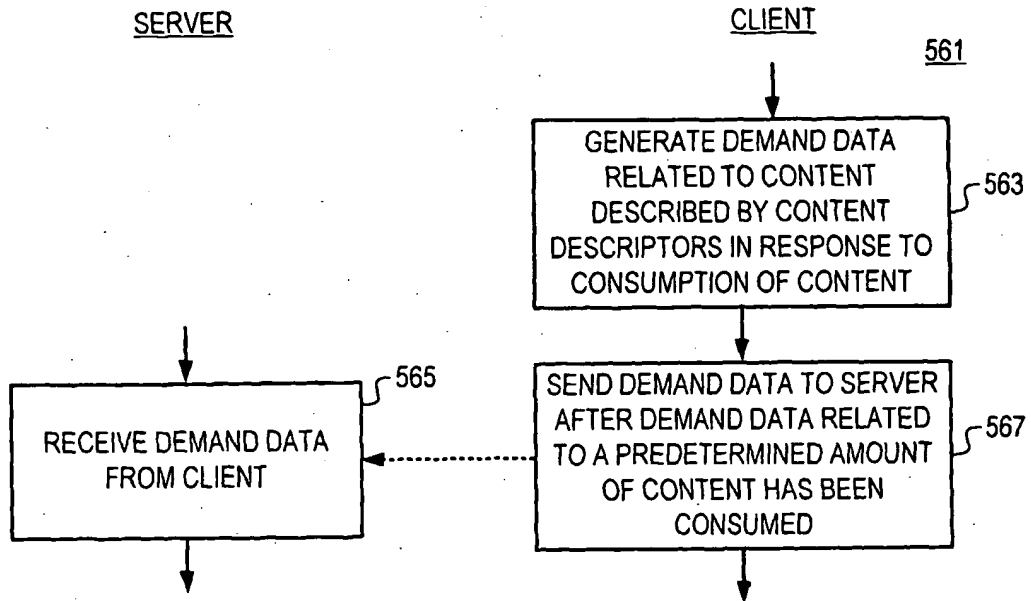 SERVER
CLIENT
561
GENERATE DEMAND DATA
RELATED TO CONTENT
DESCRIBED BY CONTENT
DESCRIPTORS IN RESPONSE TO
CONSUMPTION OF CONTENT
563
565
RECEIVE DEMAND DATA
FROM CLIENT
SEND DEMAND DATA TO SERVER
AFTER DEMAND DATA RELATED
TO A PREDETERMINED AMOUNT
OF CONTENT HAS BEEN
CONSUMED
567